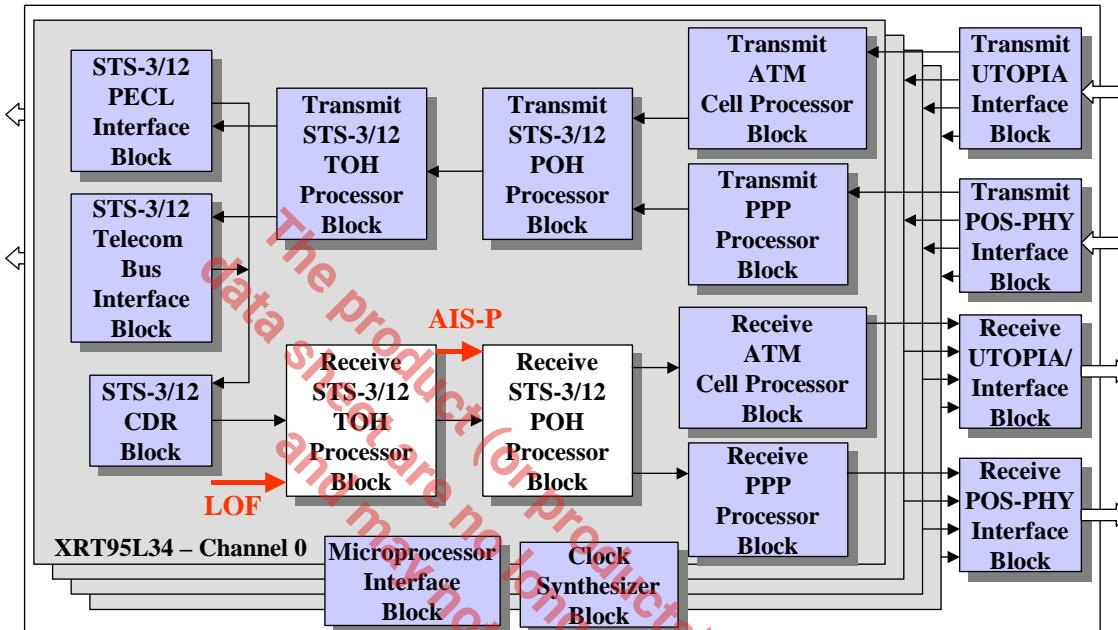 STS-3/12
PECL
Interface
Block
Transmit
STS-3/12
TOH
Processor
Block
Transmit
STS-3/12
POH
Processor
Block
Transmit
ATM
Cell Processor
Block
Transmit
UTOPIA
Interface
Block
STS-3/12
Telecom
Bus
Interface
Block
Transmit
PPP
Processor
Block
Transmit
POS-PHY
Interface
Block
AIS-P
STS-3/12
CDR
Block
Receive
STS-3/12
TOH
Processor
Block
Receive
STS-3/12
POH
Processor
Block
Receive
ATM
Cell Processor
Block
Receive
UTOPIA/
Interface
Block
LOF
Receive
PPP
Processor
Block
Receive
POS-PHY
Interface
Block
XRT95L34 – Channel 0
Microprocessor
Interface
Block
Clock
Synthesizer
Block
The product (or product
data sheet are no
and may not